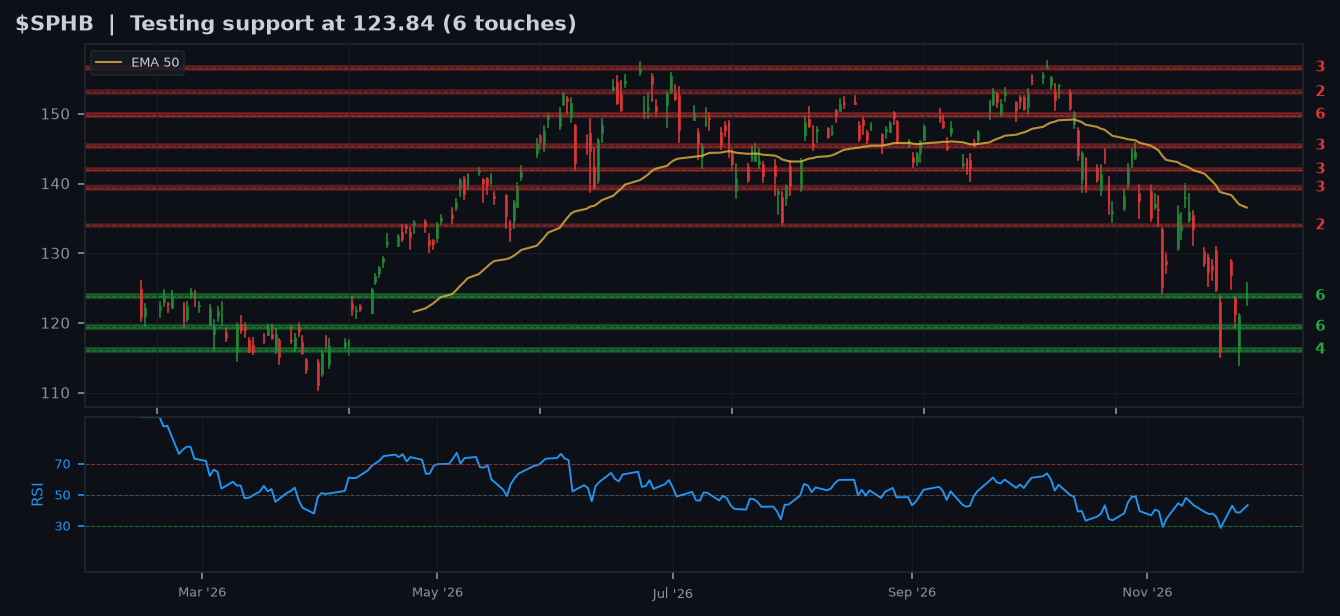 $SPHB | Testing support at 123.84 (6 touches)
EMA 50
150
140
130
120
110
3
2
6
3
3
3
2
6
6
4
RSI
70
50
30
Mar '26
May '26
Jul '26
Sep '26
Nov '26